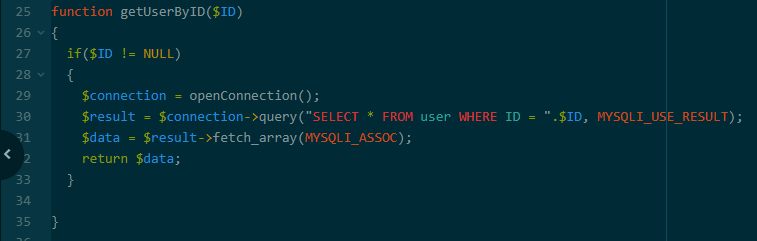 25 function getUserByID($ID)
26 {
27 if($ID != NULL)
28 {
29 $connection = openConnection();
30 $result = $connection->query("SELECT * FROM user WHERE ID = ".$ID, MYSQLI_USE_RESULT);
31 $data = $result->fetch_array(MYSQLI_ASSOC);
2 return $data;
33 }
34
35 }